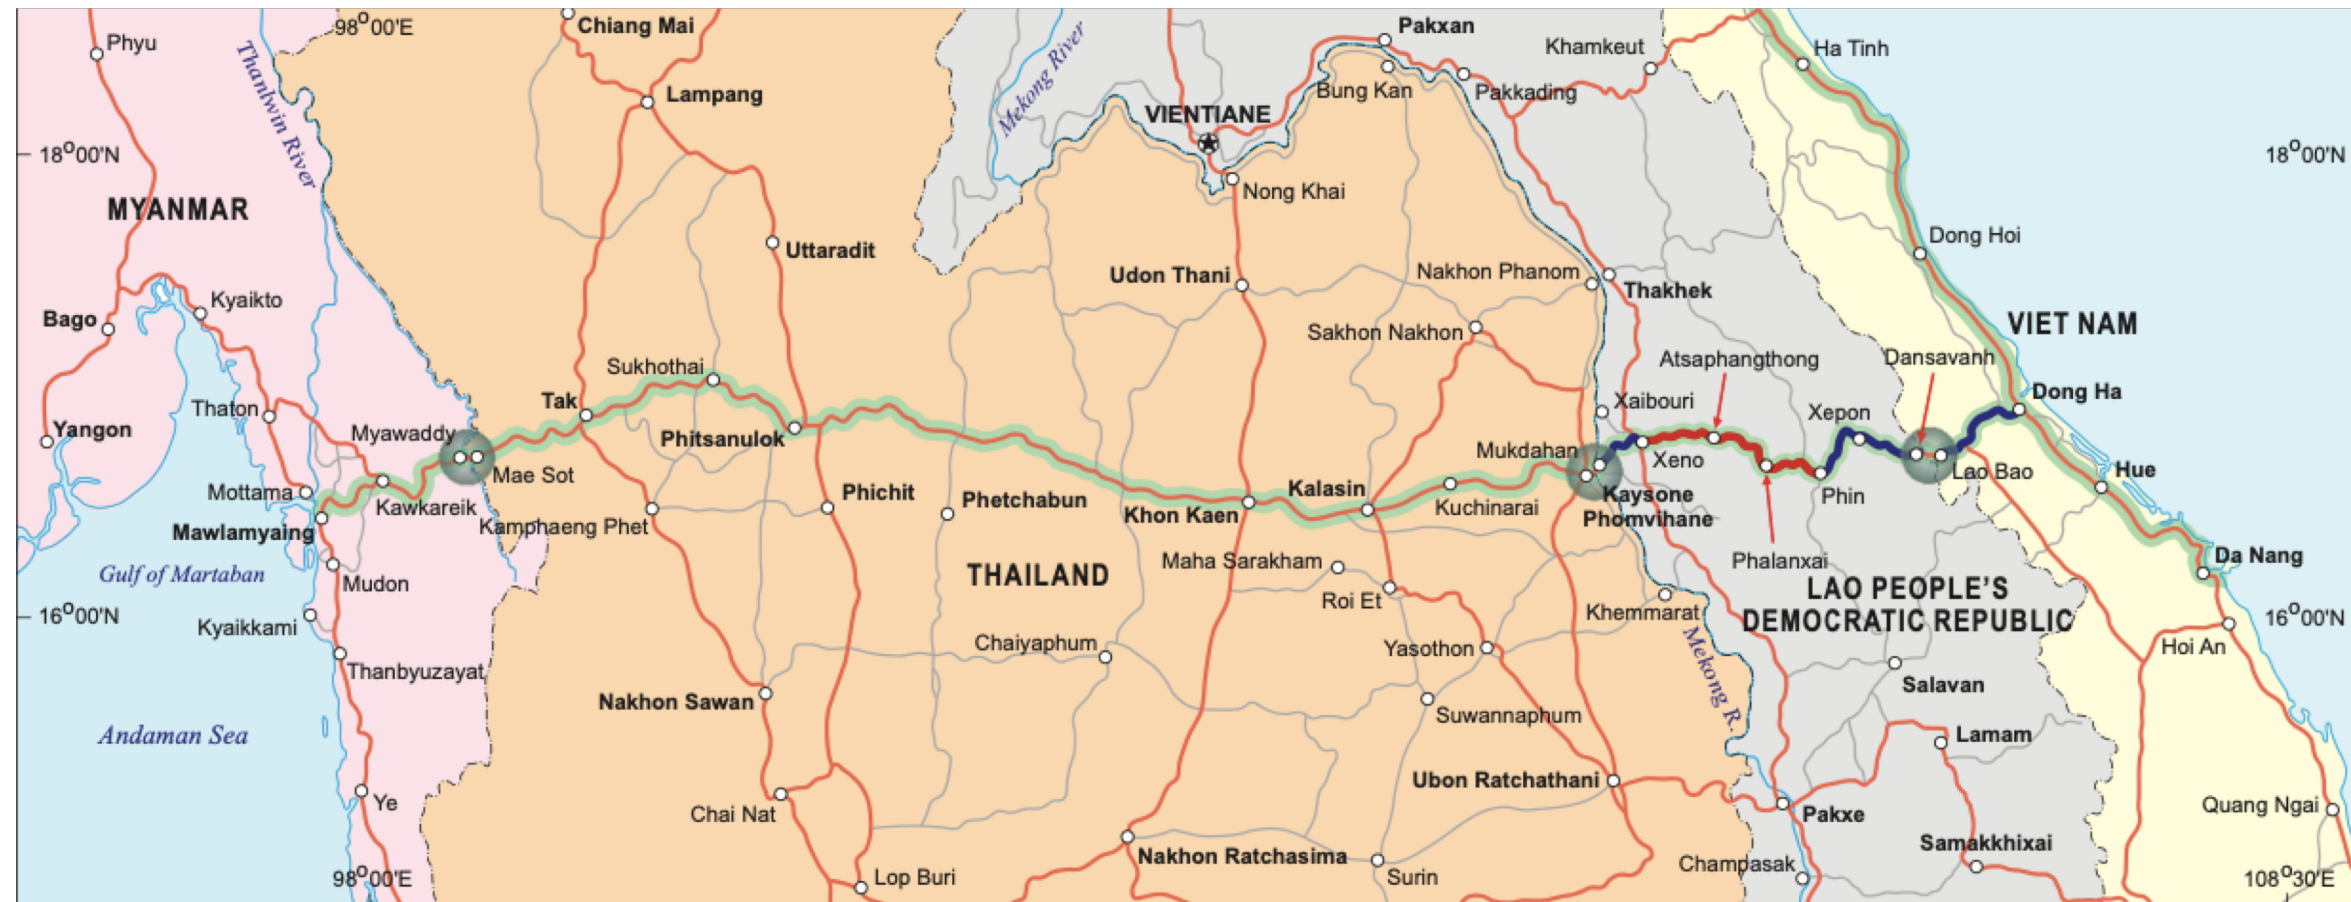 98°00'E
Chiang Mai
Pakxan
Phyu
Khamkeut
Ha Tinh
Thanlwin River
Mekong River
Lampang
Bung Kan
Pakkading
VIENTIANE
18°00'N
18°00'N
Nong Khai
MYANMAR
Dong Hoi
Uttaradit
Udon Thani
Nakhon Phanom
Thakhek
Kyaikto
Bago
VIET NAM
Sakhon Nakhon
Sukhothai
Atsaphangthong
Dansavanh
Dong Ha
Tak
Thaton
Xaibouri
Xepon
Yangon
Myawaddy
Phitsanulok
Mukdahan
Xeno
Mae Sot
Lao Bao
Hue
Mottama
Kawkareik
Phichit
Phetchabun
Kalasin
Kaysone
Phomvihane
Phin
Kuchinarai
Khon Kaen
Mawlamyaing
Kamphaeng Phet
Maha Sarakham
Phalanxai
Da Nang
Gulf of Martaban
Mudon
THAILAND
LAO PEOPLE'S
DEMOCRATIC REPUBLIC
Roi Et
Khemmarat
16°00'N
16°00'N
Kyaikkami
Chaiyaphum
Yasothon
Hoi An
Thanbyuzayat
Mekong R.
Salavan
Nakhon Sawan
Suwannaphum
Andaman Sea
Lamam
Ubon Ratchathani
Ye
Chai Nat
Pakxe
Quang Ngai
Samakkhixai
Nakhon Ratchasima
Champasak
98°00'E
Lop Buri
Surin
108°30'E